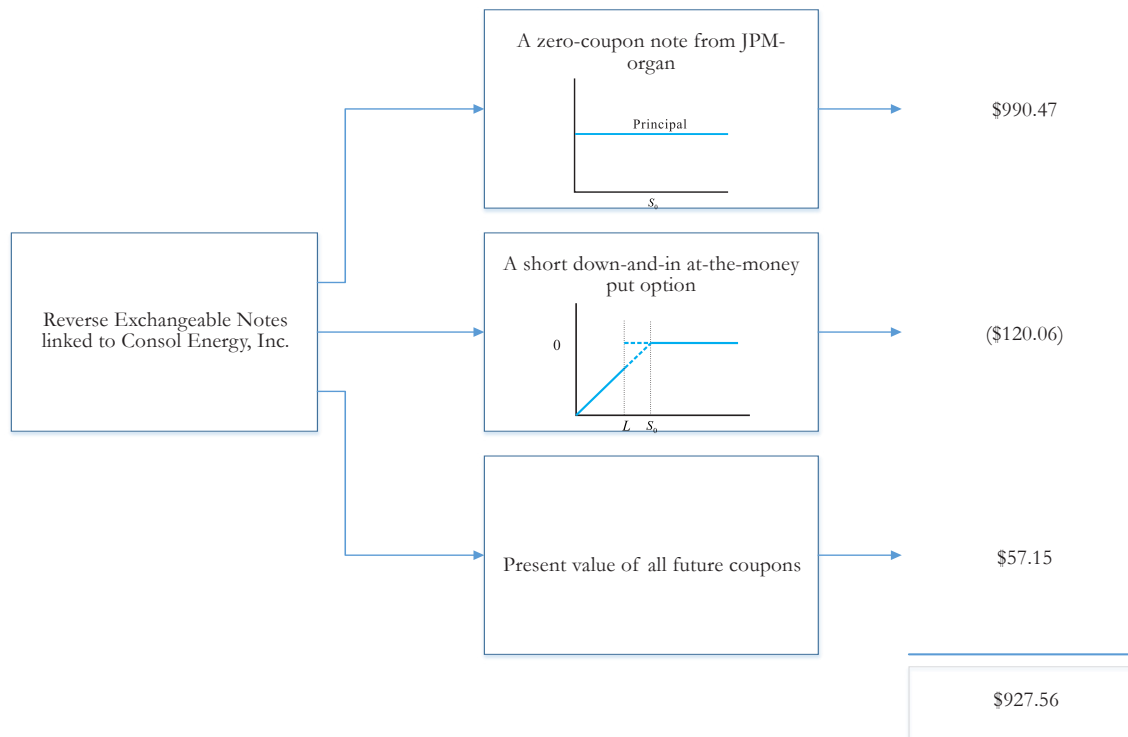 A zero-coupon note from JPM-
organ
Principal
S₀
$990.47
Reverse Exchangeable Notes
linked to Consol Energy, Inc.
A short down-and-in at-the-money
put option
0
L S₀
($120.06)
Present value of all future coupons
$57.15
$927.56